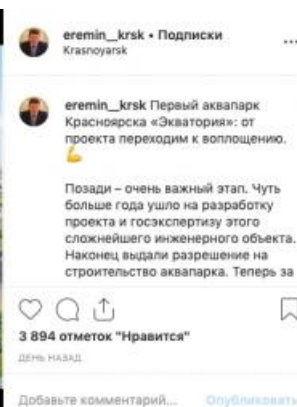 eremin__krsk • Подписки
Krasnoyarsk
...
eremin__krsk Первый аквапарк
Красноярска «Экватория»: от
проекта переходим к воплощению.
Позади – очень важный этап. Чуть
больше года ушло на разработку
проекта и госэкспертизу этого
сложнейшего инженерного объекта.
Наконец выдали разрешение на
строительство аквапарка. Теперь за
3 894 отметок "Нравится"
ДЕНЬ НАЗАД
Добавьте комментарий... Опубликовать